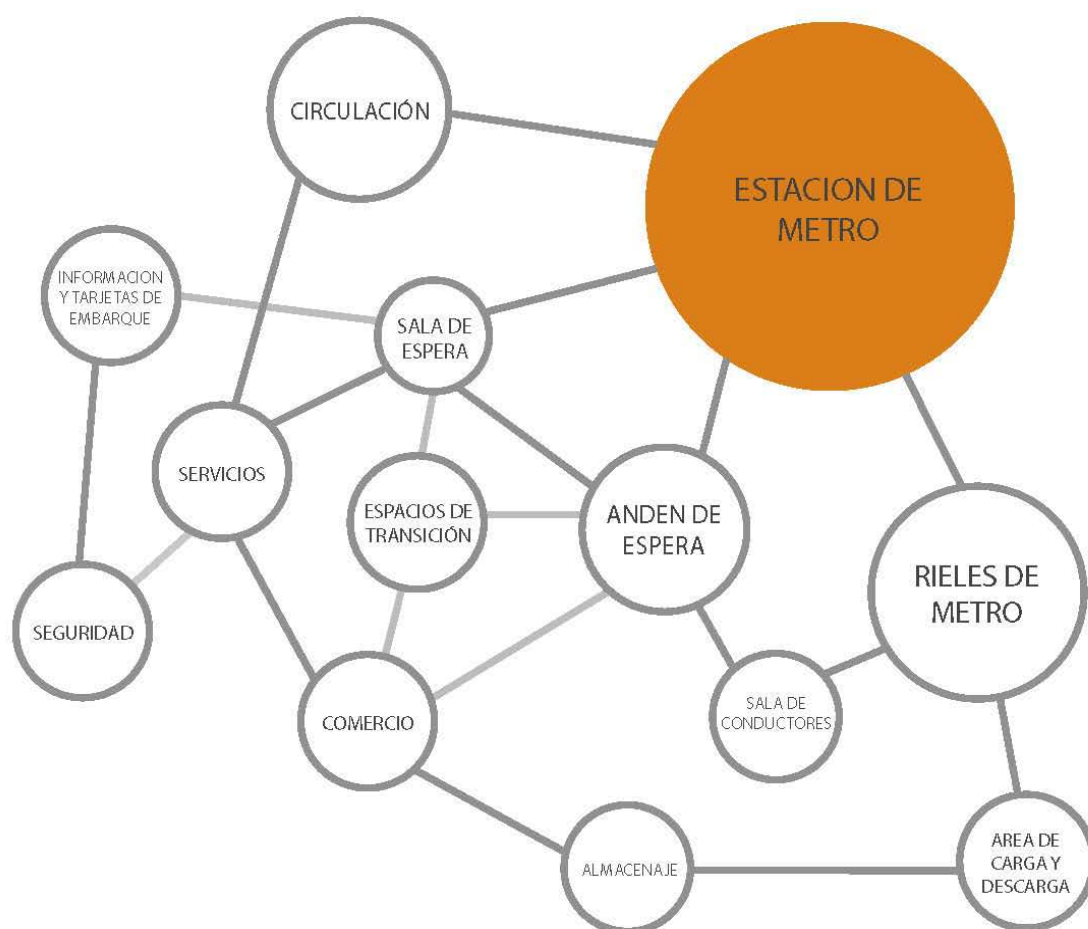 CIRCULACIÓN
ESTACION DE
METRO
INFORMACION
Y TARJETAS DE
EMBARQUE
SALA DE
ESPERA
SERVICIOS
ESPACIOS DE
TRANSICIÓN
ANDEN DE
ESPERA
RIELES DE
METRO
SEGURIDAD
COMERCIO
SALA DE
CONDUCTORES
ALMACENAJE
AREA DE
CARGA Y
DESCARGA